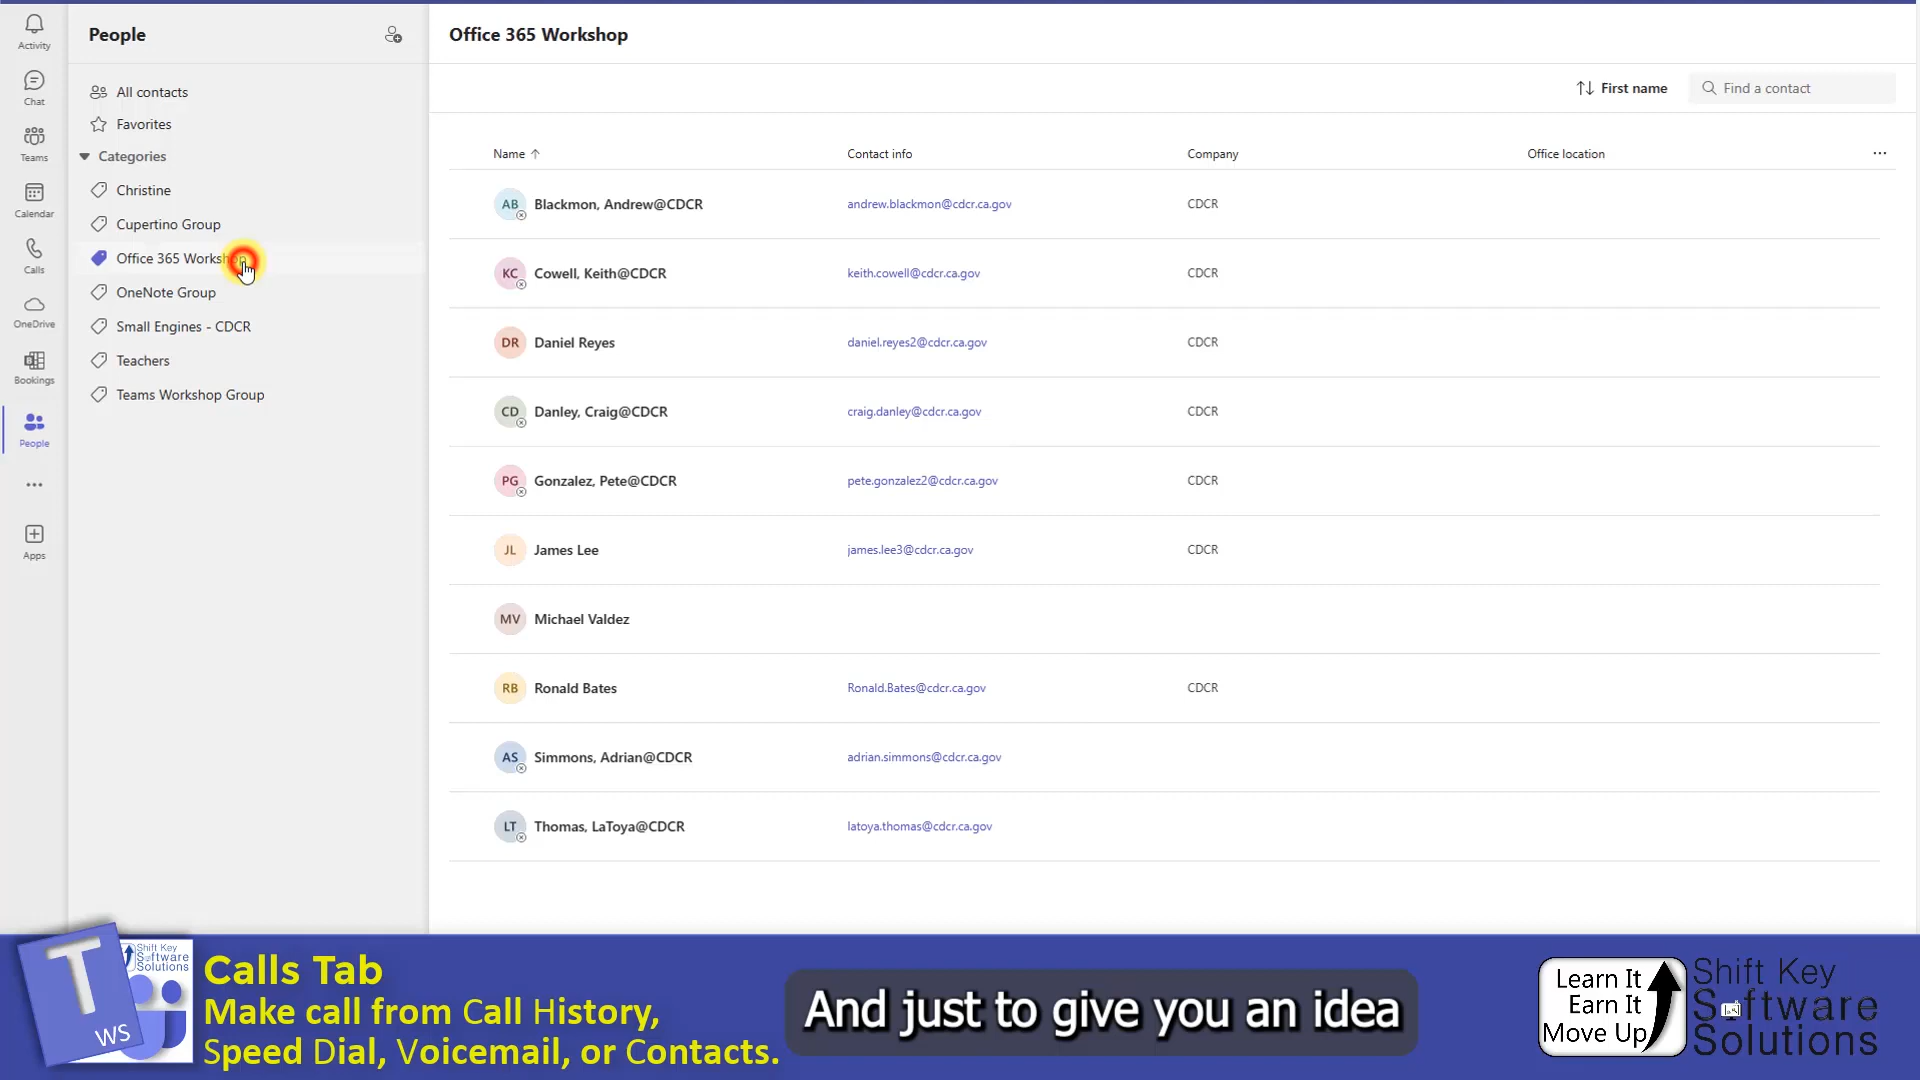 Activity
Chat
Teams
Calendar
Calls
OneDrive
Bookings
People
Apps
People
All contacts
Favorites
Categories
Christine
Cupertino Group
Office 365 Workshop
OneNote Group
Small Engines - CDCR
Teachers
Teams Workshop Group
Office 365 Workshop
First name
Find a contact
Name Contact info Company Office location
AB Blackmon, Andrew@CDCR andrew.blackmon@cdcr.ca.gov CDCR
KC Cowell, Keith@CDCR keith.cowell@cdcr.ca.gov CDCR
DR Daniel Reyes daniel.reyes2@cdcr.ca.gov CDCR
CD Danley, Craig@CDCR craig.danley@cdcr.ca.gov CDCR
PG Gonzalez, Pete@CDCR pete.gonzalez2@cdcr.ca.gov CDCR
JL James Lee james.lee3@cdcr.ca.gov CDCR
MV Michael Valdez
RB Ronald Bates Ronald.Bates@cdcr.ca.gov CDCR
AS Simmons, Adrian@CDCR adrian.simmons@cdcr.ca.gov
LT Thomas, LaToya@CDCR latoya.thomas@cdcr.ca.gov
T
WS
Shift Key
Software
Solutions
Calls Tab
Make call from Call History,
Speed Dial, Voicemail, or Contacts.
And just to give you an idea
Learn It
Earn It
Move Up
Shift Key
Software
Solutions